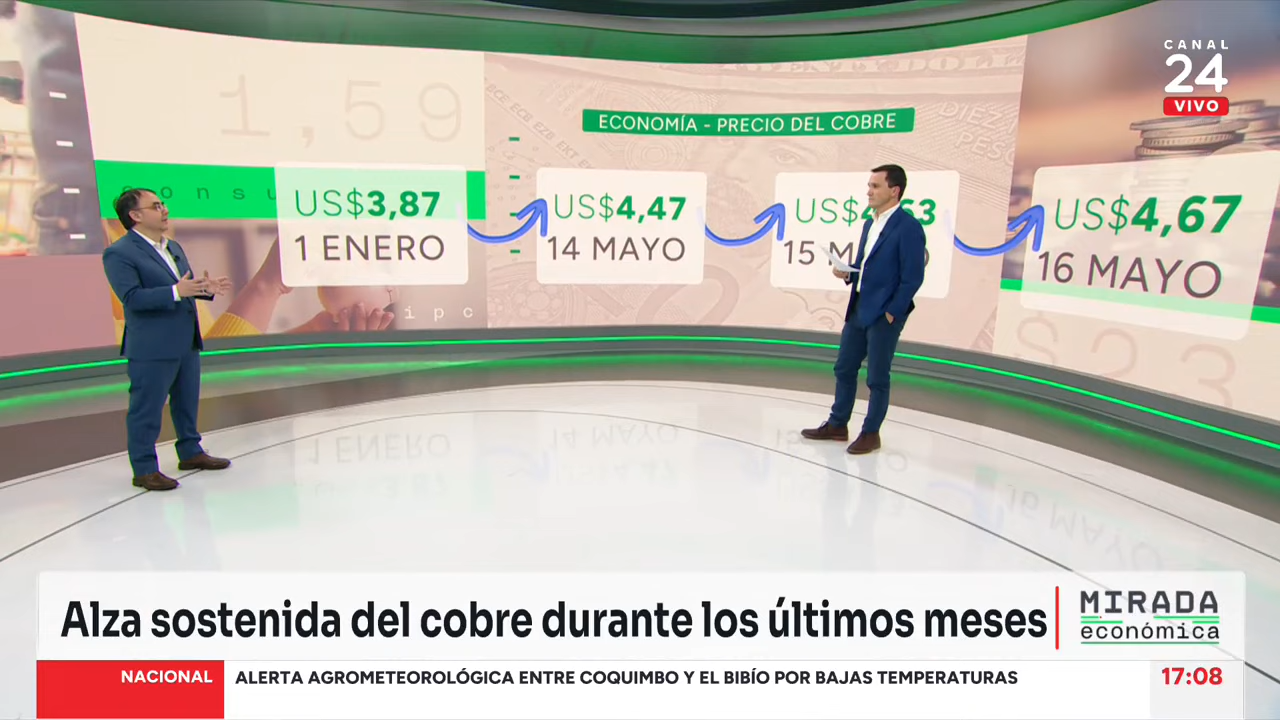 CANAL
24
VIVO
1,59
ECONOMÍA - PRECIO DEL COBRE
US$3,87
1 ENERO
US$4,47
14 MAYO
US$
15
US$4,67
16 MAYO
ipc
Alza sostenida del cobre durante los últimos meses
MIRADA
económica
NACIONAL
ALERTA AGROMETEOROLÓGICA ENTRE COQUIMBO Y EL BIBÍO POR BAJAS TEMPERATURAS
17:08